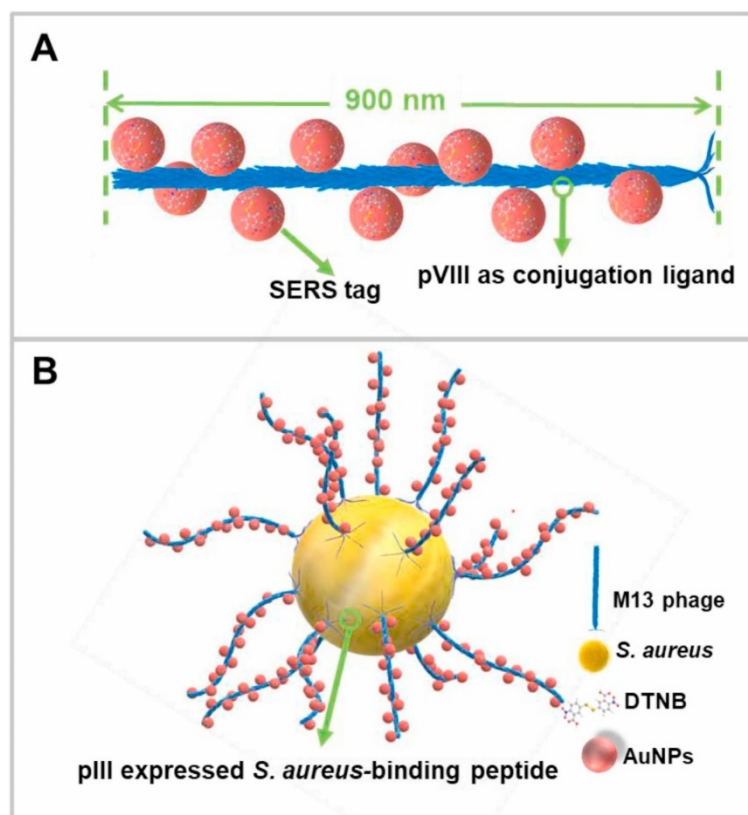 A
900 nm
SERS tag
pVIII as conjugation ligand
B
M13 phage
S. aureus
DTNB
AuNPs
pIII expressed S. aureus-binding peptide